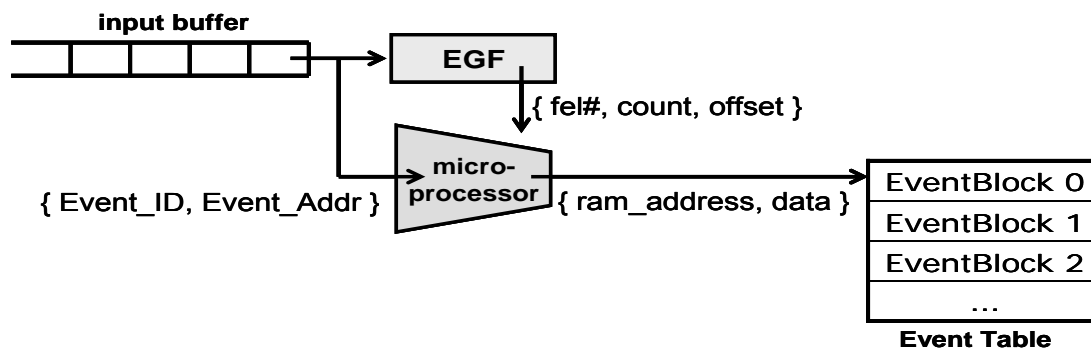 input buffer
EGF
{ fel#, count, offset }
micro-
processor
{ Event_ID, Event_Addr }
{ ram_address, data }
EventBlock 0
EventBlock 1
EventBlock 2
...
Event Table